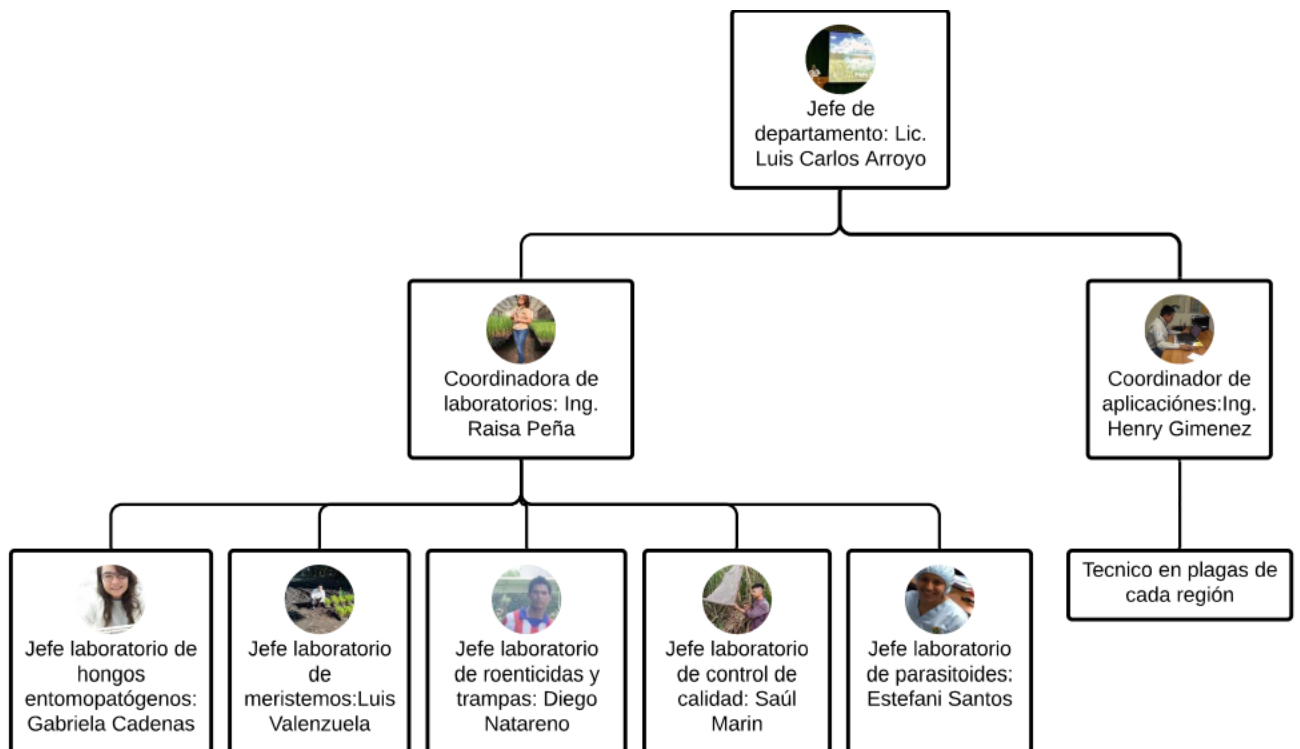 Jefe de
departamento: Lic.
Luis Carlos Arroyo
Coordinadora de
laboratorios: Ing.
Raisa Peña
Coordinador de
aplicaciónes:Ing.
Henry Gimenez
Jefe laboratorio de
hongos
entomopatógenos:
Gabriela Cadenas
Jefe laboratorio
de
meristemos:Luis
Valenzuela
Jefe laboratorio
de roenticidas y
trampas: Diego
Natareno
Jefe laboratorio
de control de
calidad: Saúl
Marin
Jefe laboratorio
de parasitoides:
Estefani Santos
Tecnico en plagas de
cada región